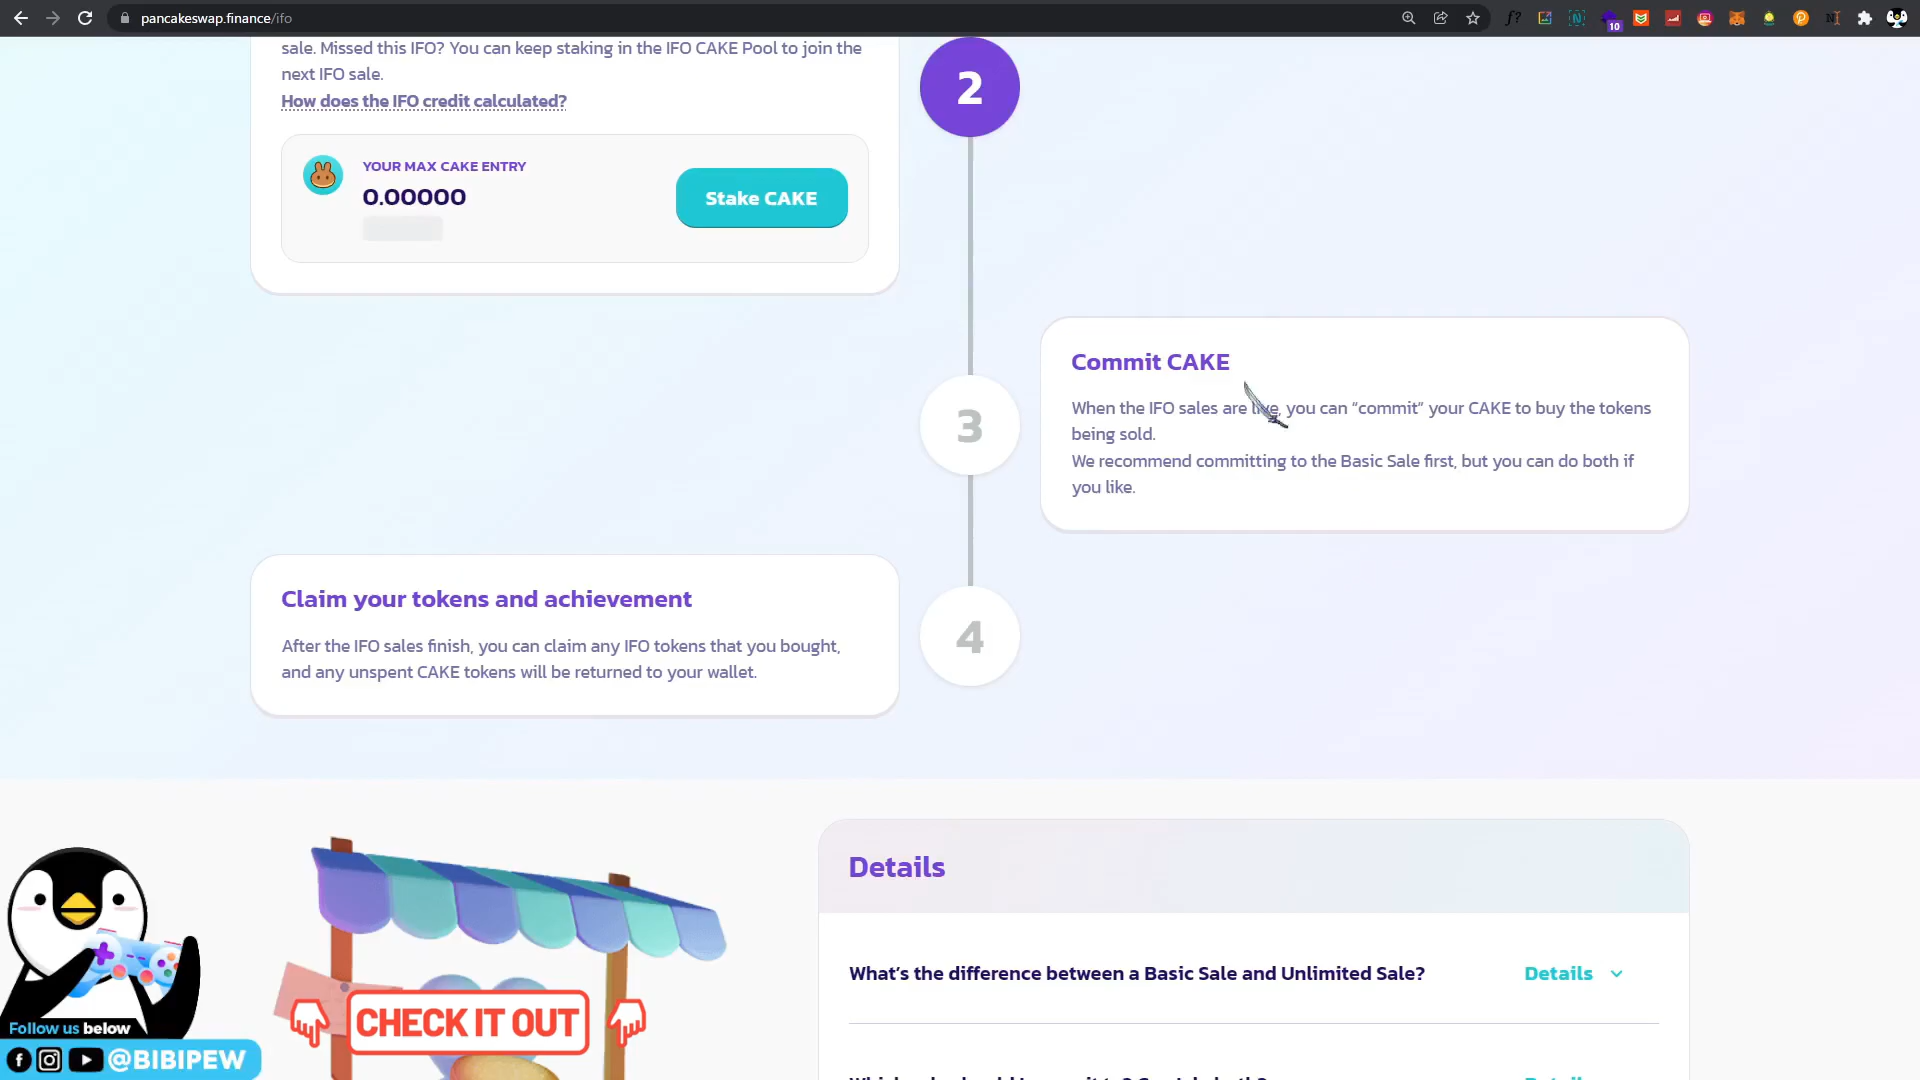 pancakeswap.finance/ifo
10
sale. Missed this IFO? You can keep staking in the IFO CAKE Pool to join the
next IFO sale.
How does the IFO credit calculated?
YOUR MAX CAKE ENTRY
0.00000
Stake CAKE
2
Commit CAKE
When the IFO sales are live, you can “commit” your CAKE to buy the tokens
being sold.
We recommend committing to the Basic Sale first, but you can do both if
you like.
3
Claim your tokens and achievement
After the IFO sales finish, you can claim any IFO tokens that you bought,
and any unspent CAKE tokens will be returned to your wallet.
4
Details
What’s the difference between a Basic Sale and Unlimited Sale?
Details
CHECK IT OUT
Follow us below
@BIBIPEW